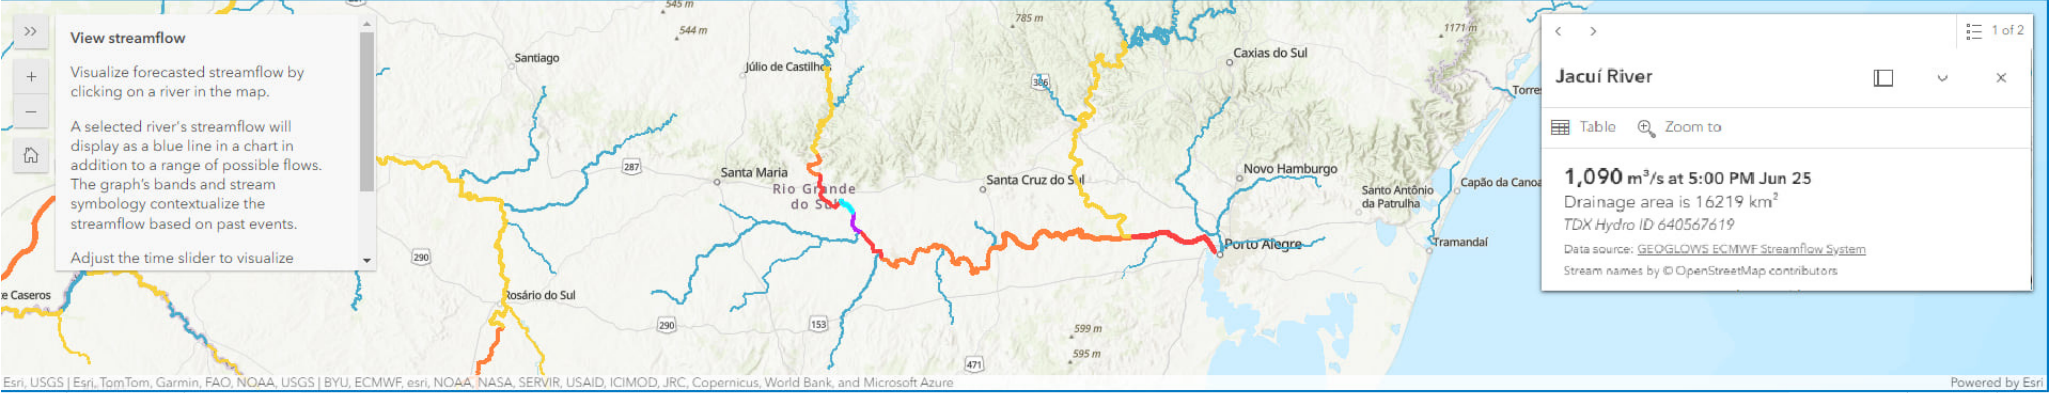 View streamflow
Visualize forecasted streamflow by
clicking on a river in the map.
A selected river's streamflow will
display as a blue line in a chart in
addition to a range of possible flows.
The graph's bands and stream
symbology contextualize the
streamflow based on past events.
Adjust the time slider to visualize
545 m
544 m
785 m
1171 m
Santiago
Júlio de Castilho
Caxias do Sul
386
Torre
287
Santa Maria
Rio Grande
do Sul
Santa Cruz do Sul
Novo Hamburgo
Santo Antônio
da Patrulha
Capão da Canoa
290
Porto Alegre
Tramandaí
te Caseros
Rosário do Sul
290
153
599 m
595 m
471
1 of 2
Jacuí River
Table
Zoom to
1,090 m³/s at 5:00 PM Jun 25
Drainage area is 16219 km²
TDX Hydro ID 640567619
Data source: GEOGLOWS ECMWF Streamflow System
Stream names by © OpenStreetMap contributors
Esri, USGS | Esri, TomTom, Garmin, FAO, NOAA, USGS | BYU, ECMWF, esri, NOAA, NASA, SERVIR, USAID, ICIMOD, JRC, Copernicus, World Bank, and Microsoft Azure
Powered by Esri